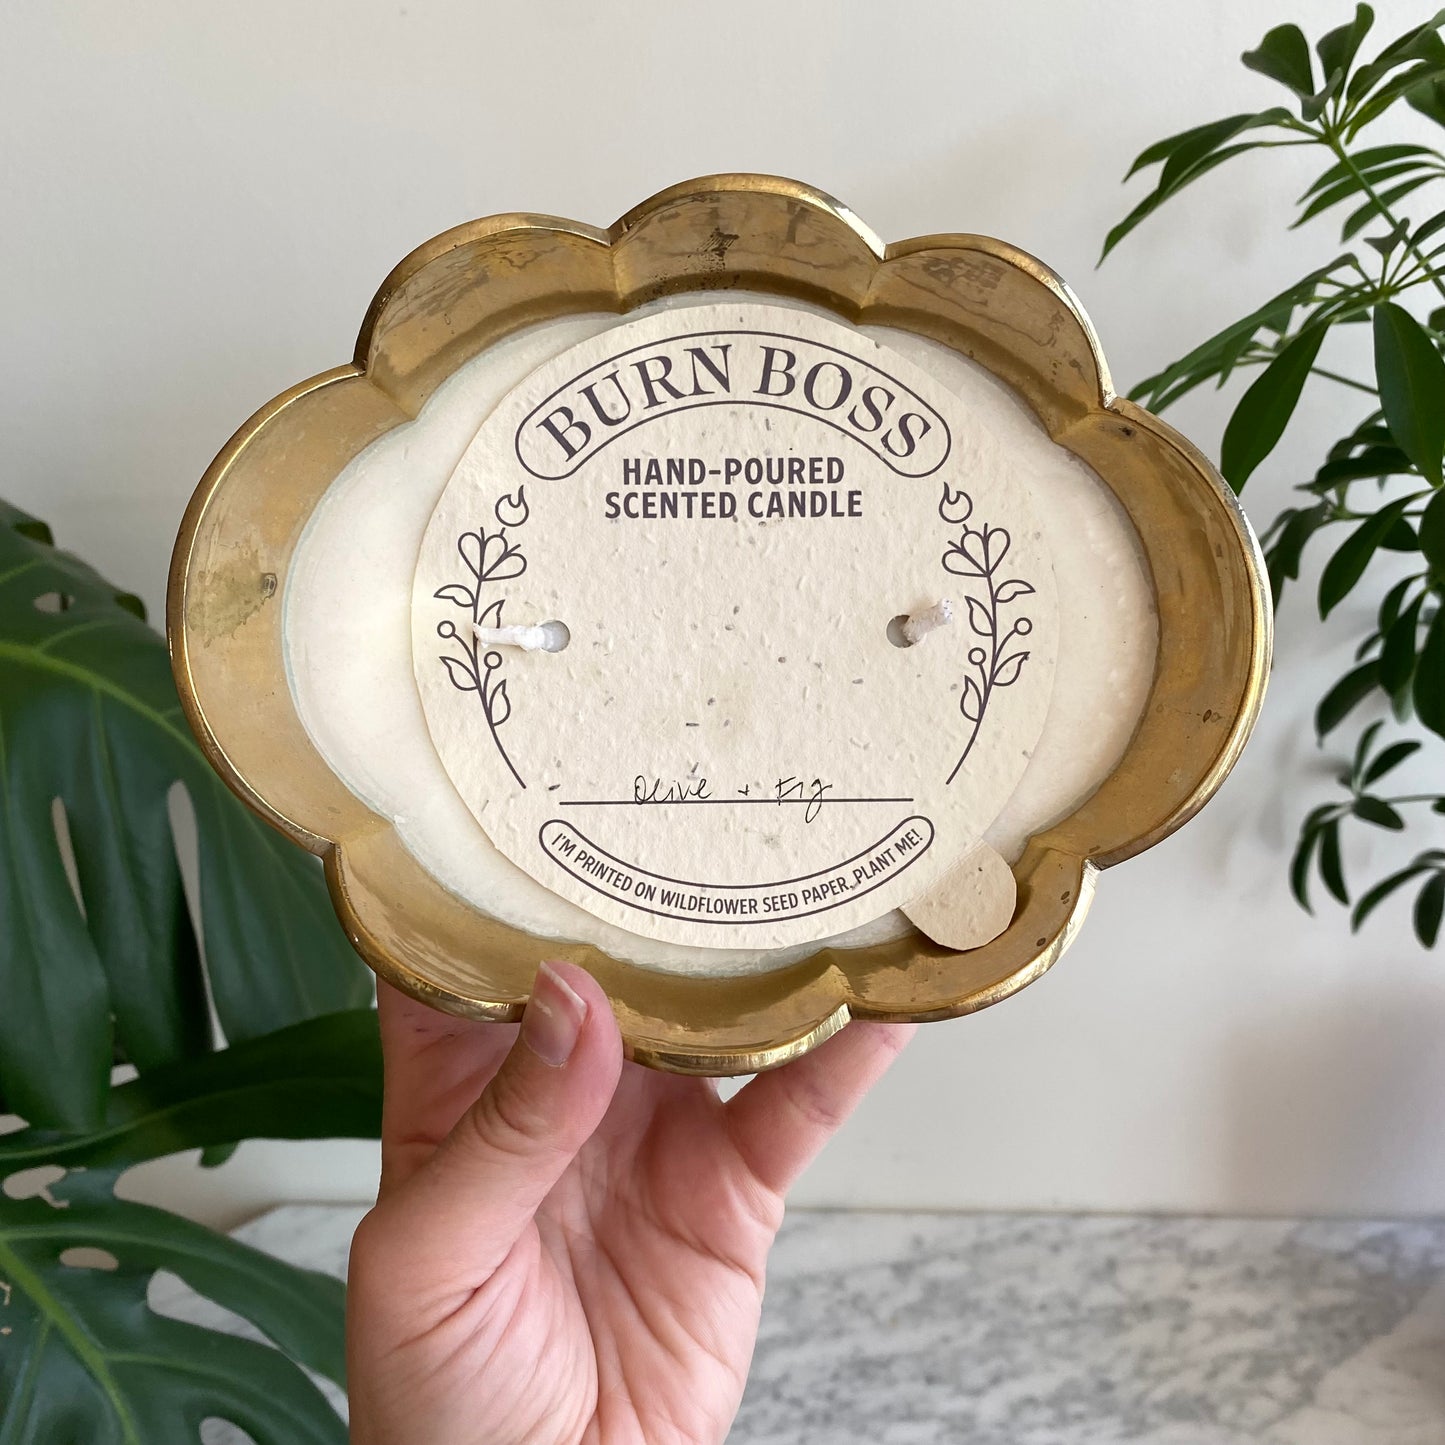 BURN BOSS
HAND-POURED
SCENTED CANDLE
Olive + Fig
I'M PRINTED ON WILDFLOWER SEED PAPER. PLANT ME!